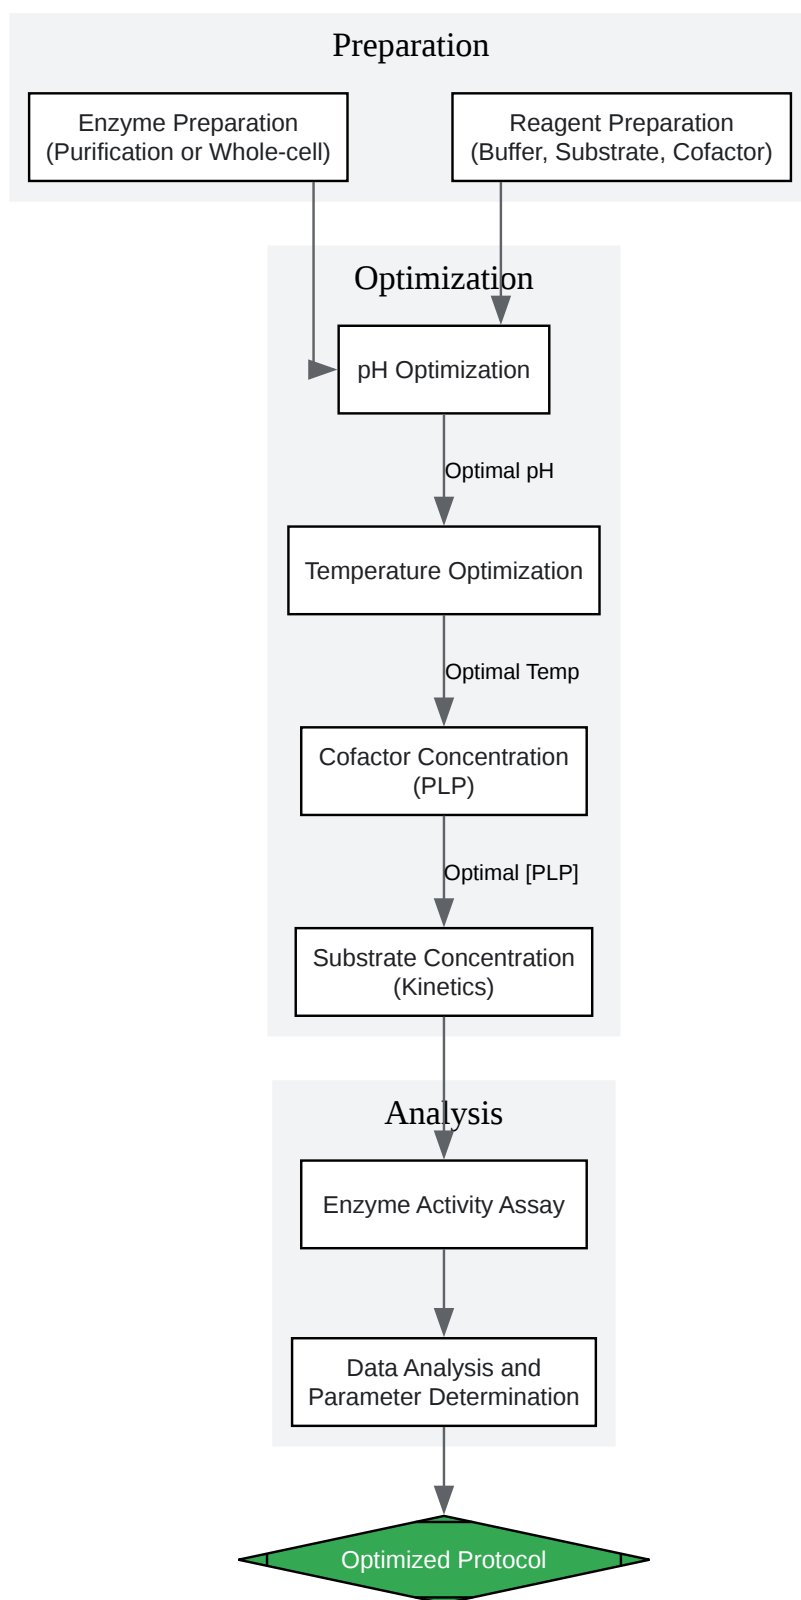 Preparation
Enzyme Preparation
(Purification or Whole-cell)
Reagent Preparation
(Buffer, Substrate, Cofactor)
Optimization
pH Optimization
Optimal pH
Temperature Optimization
Optimal Temp
Cofactor Concentration
(PLP)
Optimal [PLP]
Substrate Concentration
(Kinetics)
Analysis
Enzyme Activity Assay
Data Analysis and
Parameter Determination
Optimized Protocol